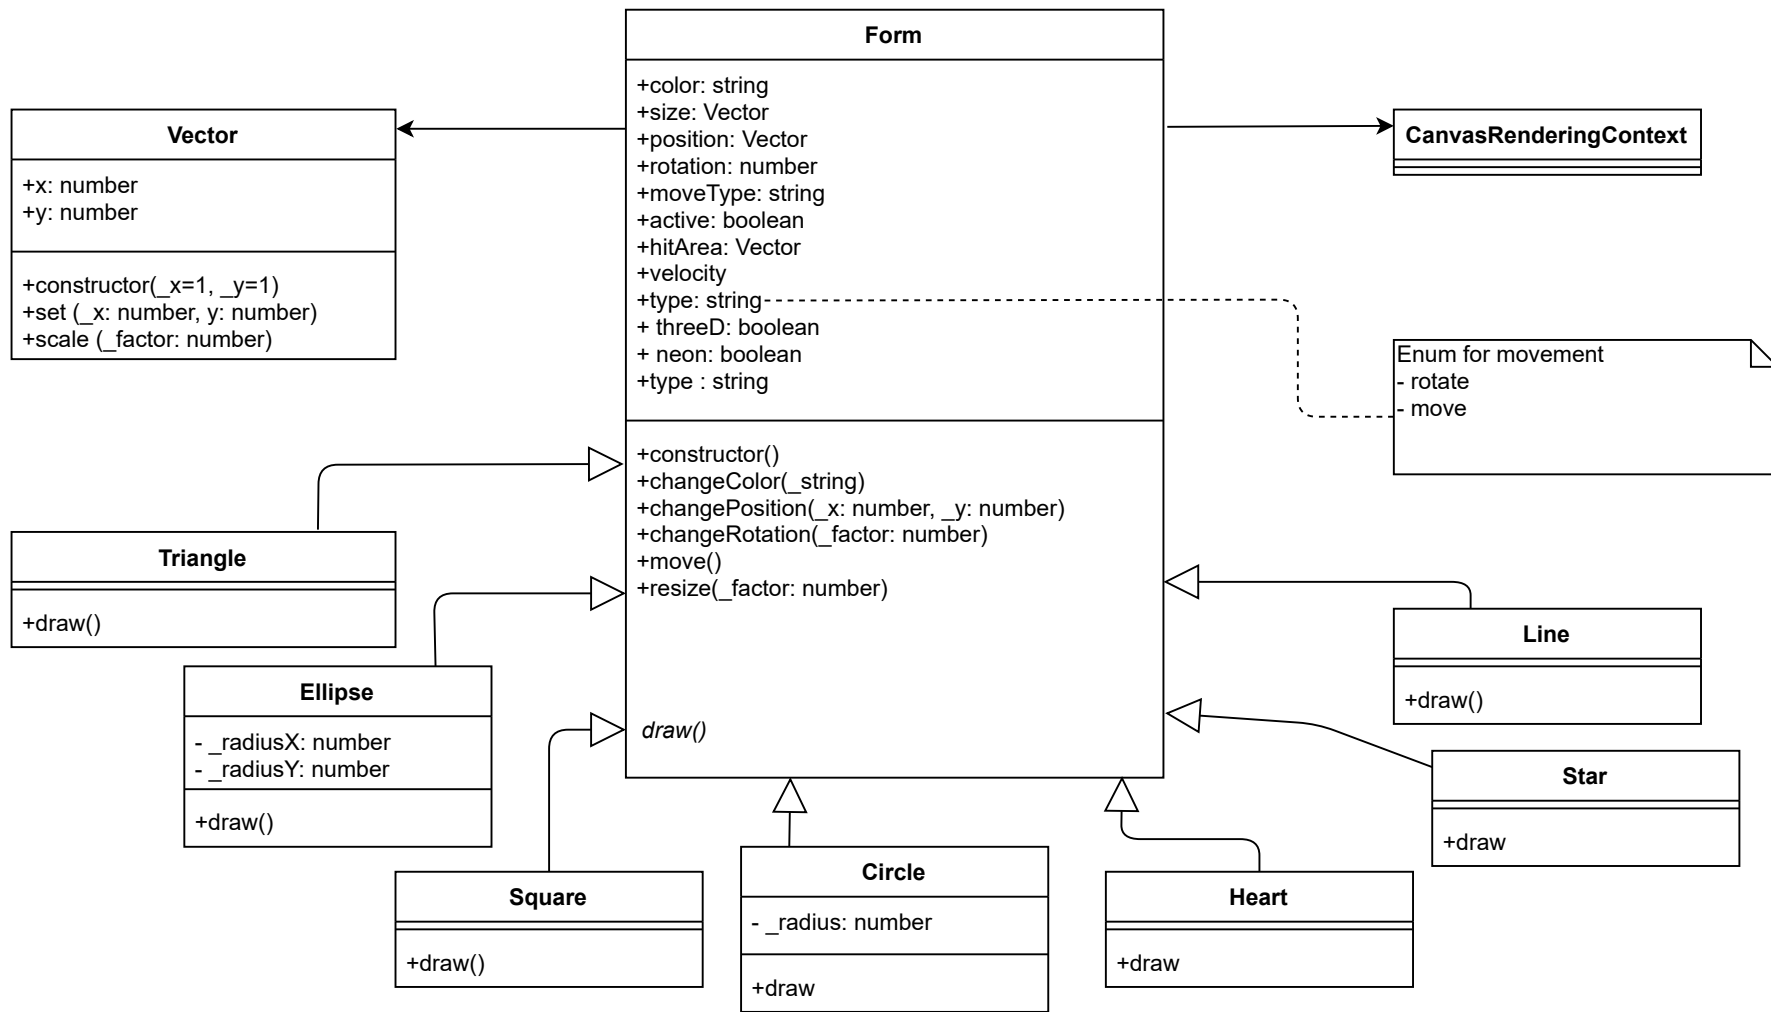 Form
+color: string
+size: Vector
+position: Vector
+rotation: number
+moveType: string
+active: boolean
+hitArea: Vector
+velocity
+type: string
+ threeD: boolean
+ neon: boolean
+type : string
+constructor()
+changeColor(_string)
+changePosition(_x: number, _y: number)
+changeRotation(_factor: number)
+move()
+resize(_factor: number)
draw()
Vector
+x: number
+y: number
+constructor(_x=1, _y=1)
+set (_x: number, y: number)
+scale (_factor: number)
CanvasRenderingContext
Enum for movement
- rotate
- move
Triangle
+draw()
Ellipse
- _radiusX: number
- _radiusY: number
+draw()
Square
+draw()
Circle
- _radius: number
+draw
Heart
+draw
Star
+draw
Line
+draw()